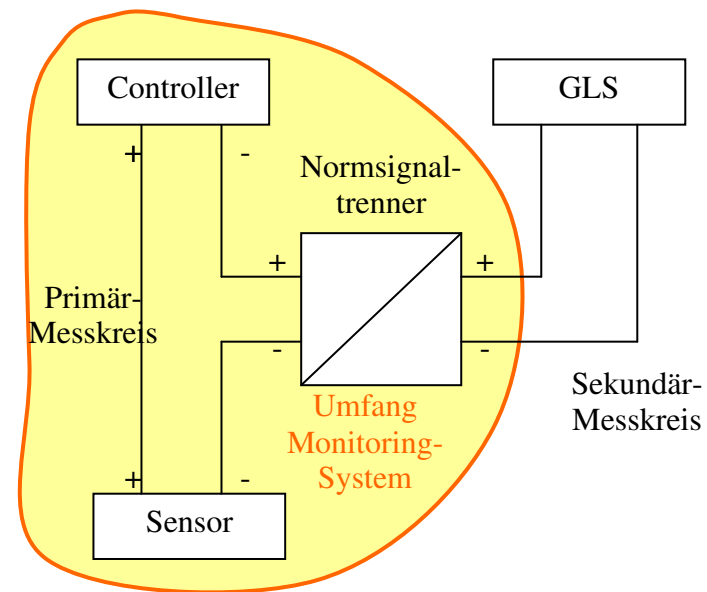 Controller
GLS
+
-
Normsignal-
trenner
+
+
Primär-
Messkreis
-
-
Umfang
Monitoring-
System
Sekundär-
Messkreis
+
-
Sensor